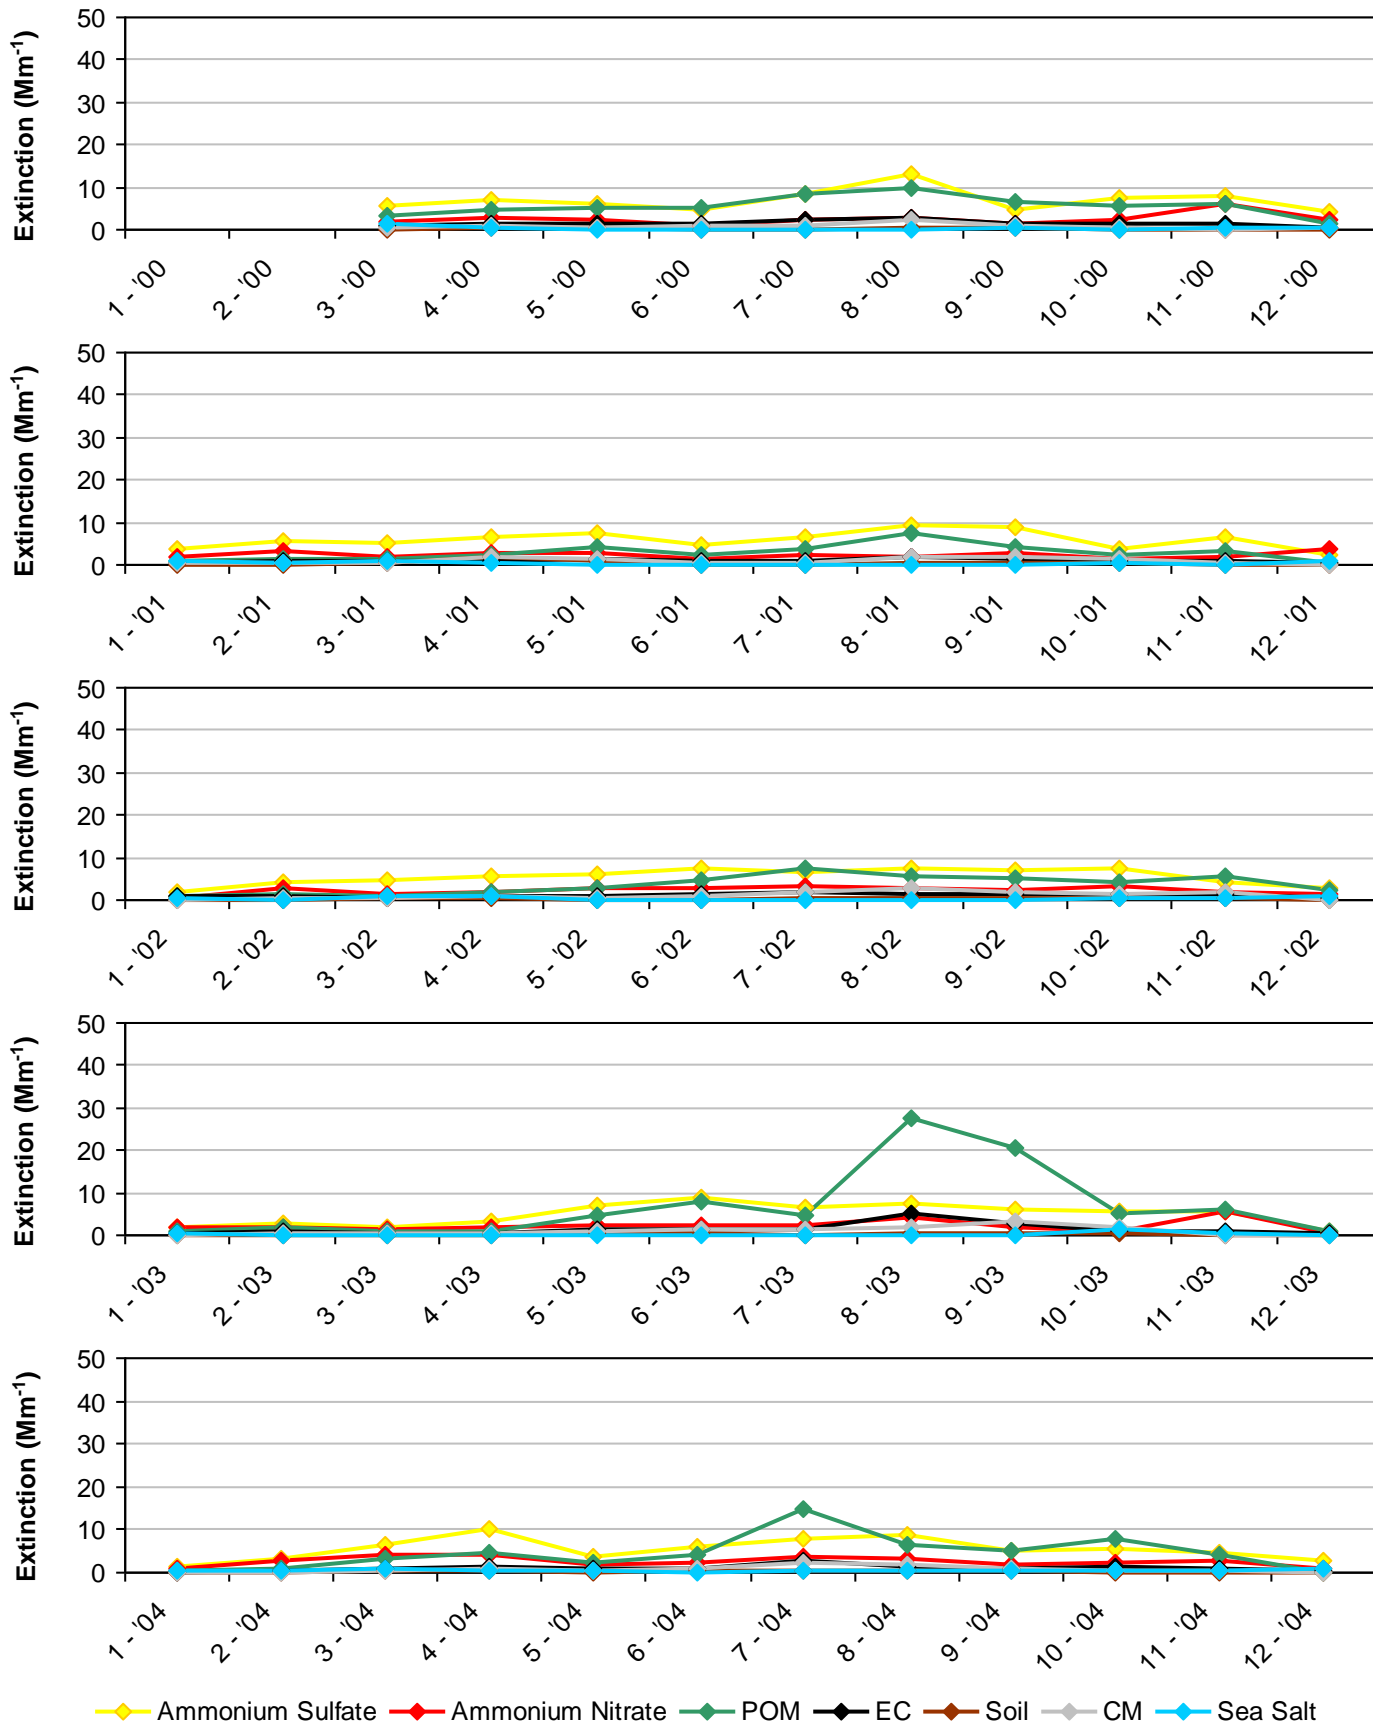 Extinction (Mm-1)
50
40
30
20
10
0
1 - '00 2 - '00 3 - '00 4 - '00 5 - '00 6 - '00 7 - '00 8 - '00 9 - '00 10 - '00 11 - '00 12 - '00
Extinction (Mm-1)
50
40
30
20
10
0
1 - '01 2 - '01 3 - '01 4 - '01 5 - '01 6 - '01 7 - '01 8 - '01 9 - '01 10 - '01 11 - '01 12 - '01
Extinction (Mm-1)
50
40
30
20
10
0
1 - '02 2 - '02 3 - '02 4 - '02 5 - '02 6 - '02 7 - '02 8 - '02 9 - '02 10 - '02 11 - '02 12 - '02
Extinction (Mm-1)
50
40
30
20
10
0
1 - '03 2 - '03 3 - '03 4 - '03 5 - '03 6 - '03 7 - '03 8 - '03 9 - '03 10 - '03 11 - '03 12 - '03
Extinction (Mm-1)
50
40
30
20
10
0
1 - '04 2 - '04 3 - '04 4 - '04 5 - '04 6 - '04 7 - '04 8 - '04 9 - '04 10 - '04 11 - '04 12 - '04
Ammonium Sulfate Ammonium Nitrate POM EC Soil CM Sea Salt